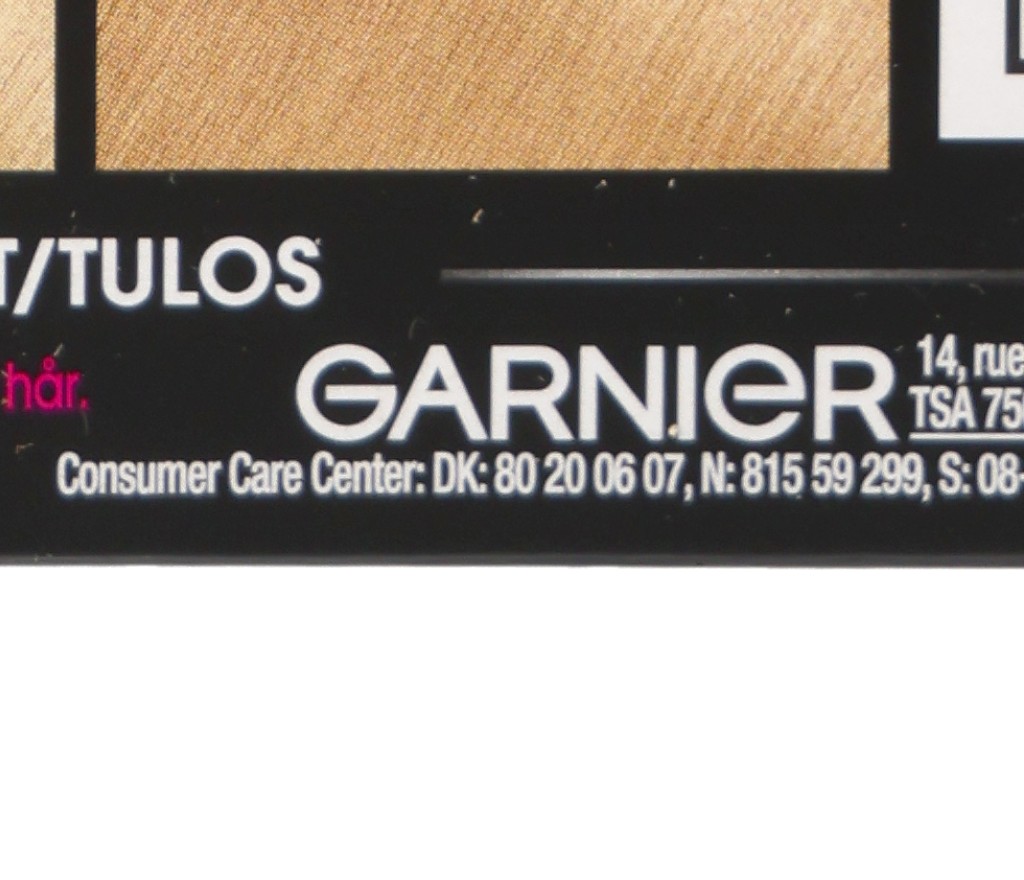 T/TULOS
hår.
GARNIER
14, rue
TSA 75
Consumer Care Center: DK: 80 20 06 07, N: 815 59 299, S: 08-